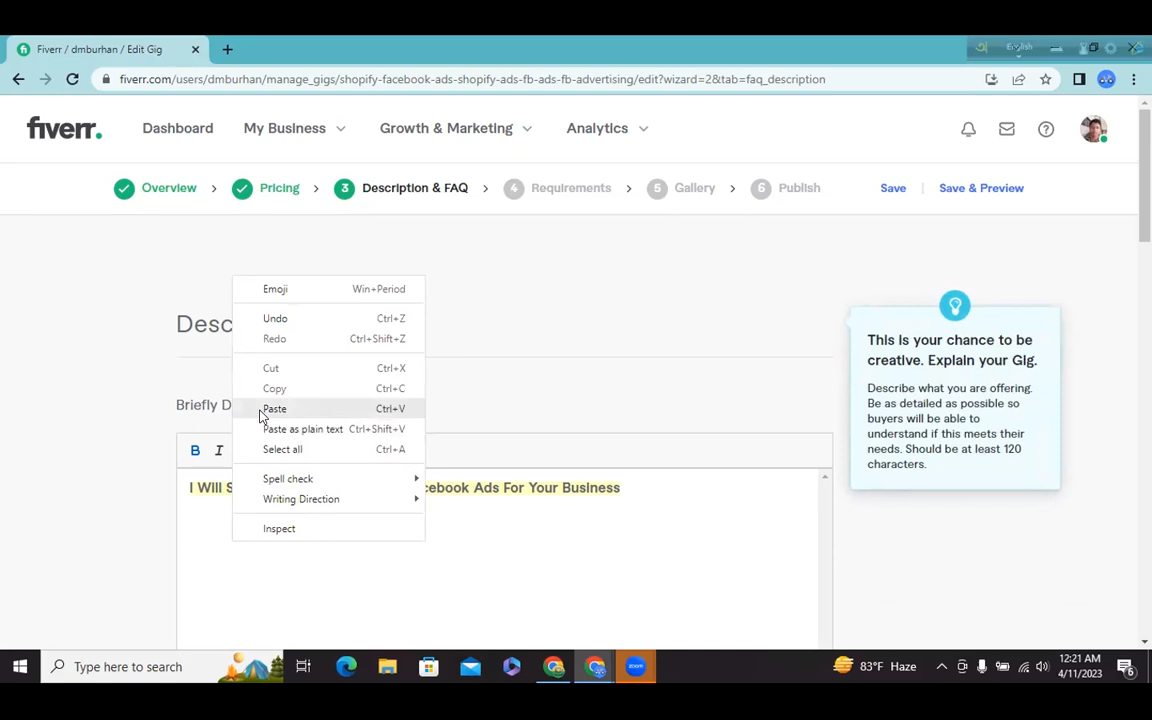 Fiverr / dmburhan / Edit Gig
English
fiverr.com/users/dmburhan/manage_gigs/shopify-facebook-ads-shopify-ads-fb-ads-fb-advertising/edit?wizard=2&tab=faq_description
fiverr.
Dashboard
My Business
Growth & Marketing
Analytics
Overview
Pricing
3 Description & FAQ
4 Requirements
5 Gallery
6 Publish
Save
Save & Preview
Desc
Briefly D
B I
I Will S
cebook Ads For Your Business
Emoji Win+Period
Undo Ctrl+Z
Redo Ctrl+Shift+Z
Cut Ctrl+X
Copy Ctrl+C
Paste Ctrl+V
Paste as plain text Ctrl+Shift+V
Select all Ctrl+A
Spell check
Writing Direction
Inspect
This is your chance to be
creative. Explain your GIg.
Describe what you are offering.
Be as detailed as possible so
buyers will be able to
understand if this meets their
needs. Should be at least 120
characters.
Type here to search
zoom
83°F Haze
12:21 AM
4/11/2023
6